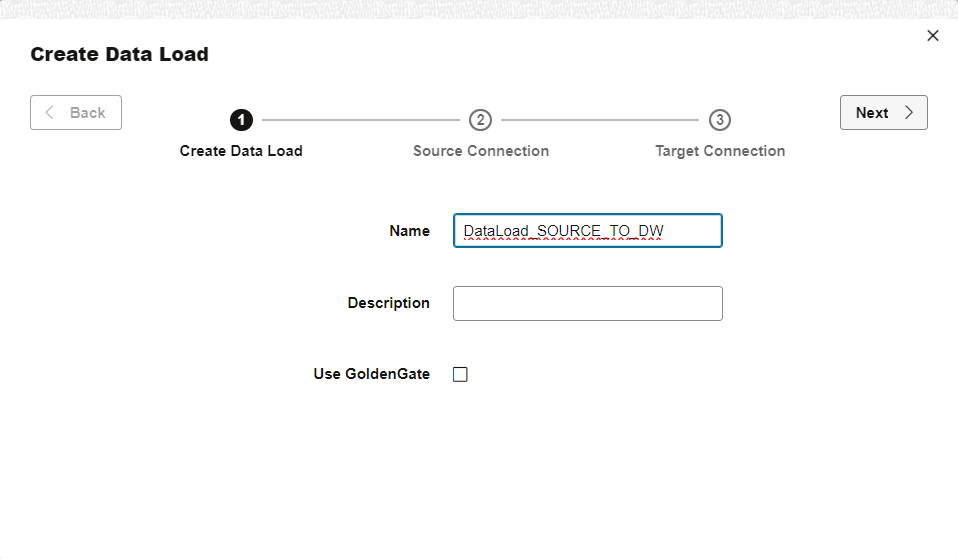 Create Data Load
Back
Next
1
2
3
Create Data Load
Source Connection
Target Connection
Name
DataLoad_SOURCE_TO_DW
Description
Use GoldenGate